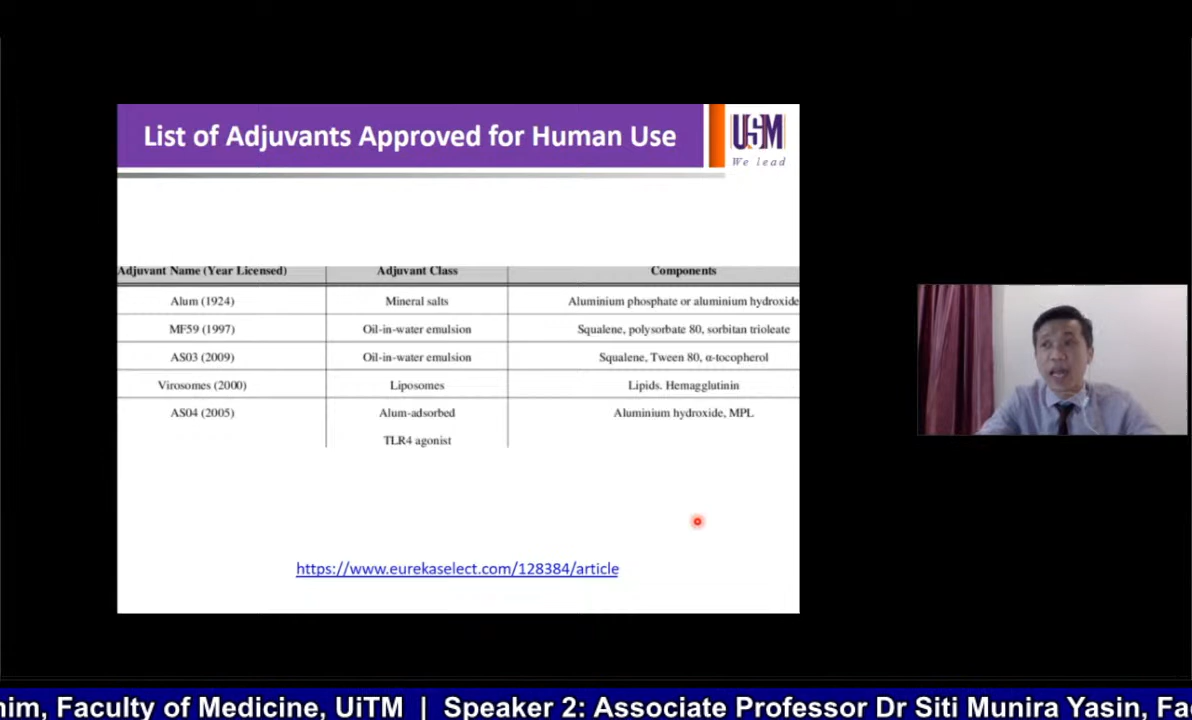 List of Adjuvants Approved for Human Use
USM
We lead
Adjuvant Name (Year Licensed) Adjuvant Class Components
Alum (1924) Mineral salts Aluminium phosphate or aluminium hydroxide
MF59 (1997) Oil-in-water emulsion Squalene, polysorbate 80, sorbitan trioleate
AS03 (2009) Oil-in-water emulsion Squalene, Tween 80, α-tocopherol
Virosomes (2000) Liposomes Lipids. Hemagglutinin
AS04 (2005) Alum-adsorbed Aluminium hydroxide, MPL
TLR4 agonist
https://www.eurekaselect.com/128384/article
him, Faculty of Medicine, UiTM | Speaker 2: Associate Professor Dr Siti Munira Yasin, Fa